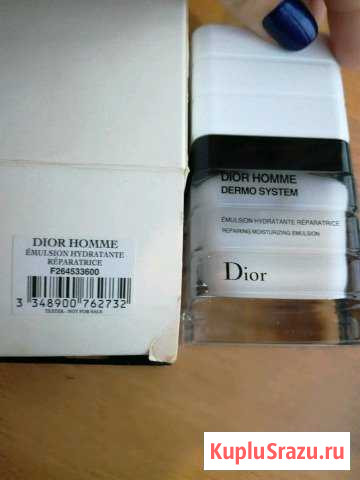 DIOR HOMME
ÉMULSION HYDRATANTE
RÉPARATRICE
F264533600
3 348900 762732
TESTER - NOT FOR SALE
DIOR HOMME
DERMO SYSTEM
ÉMULSION HYDRATANTE RÉPARATRICE
REPAIRING MOISTURIZING EMULSION
Dior
KupluSrazu.ru